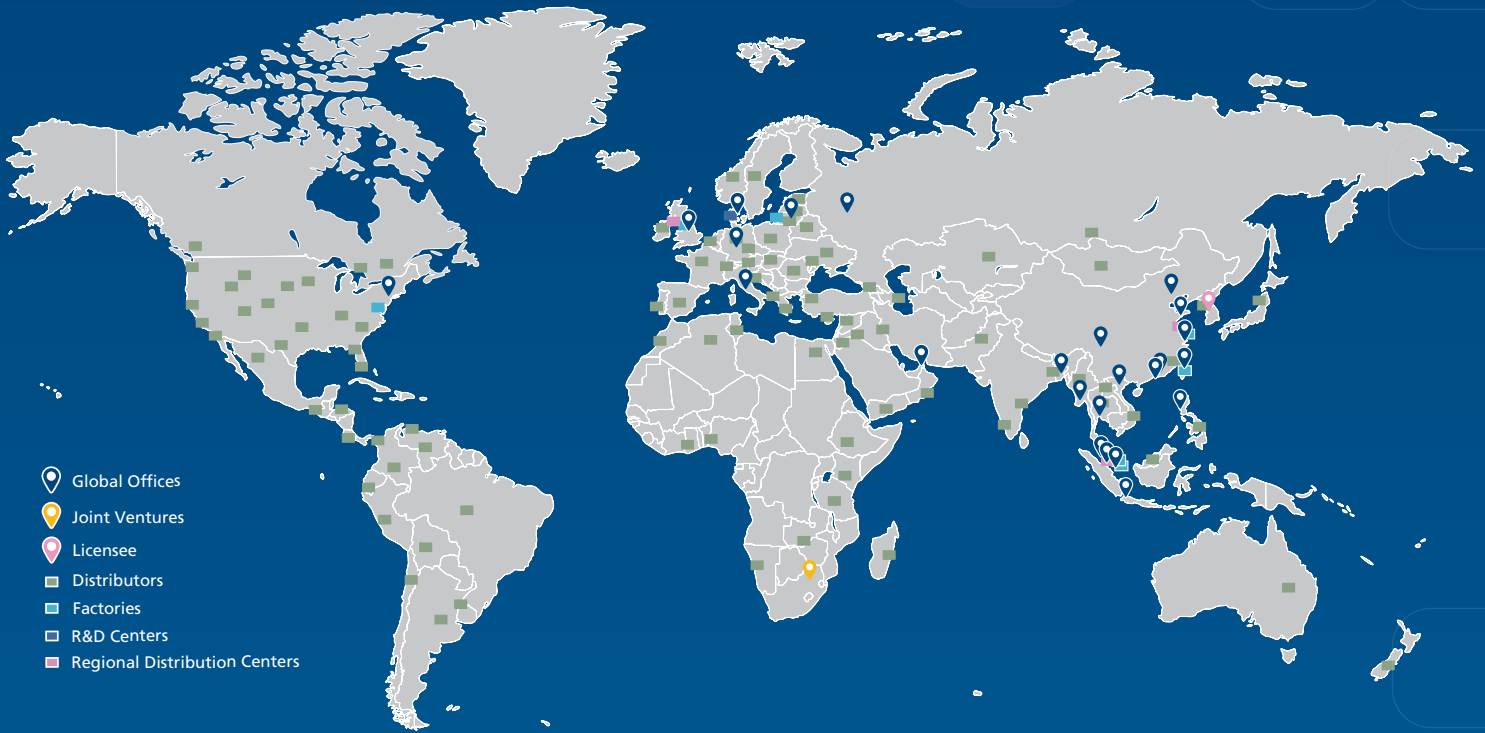 Global Offices
Joint Ventures
Licensee
Distributors
Factories
R&D Centers
Regional Distribution Centers